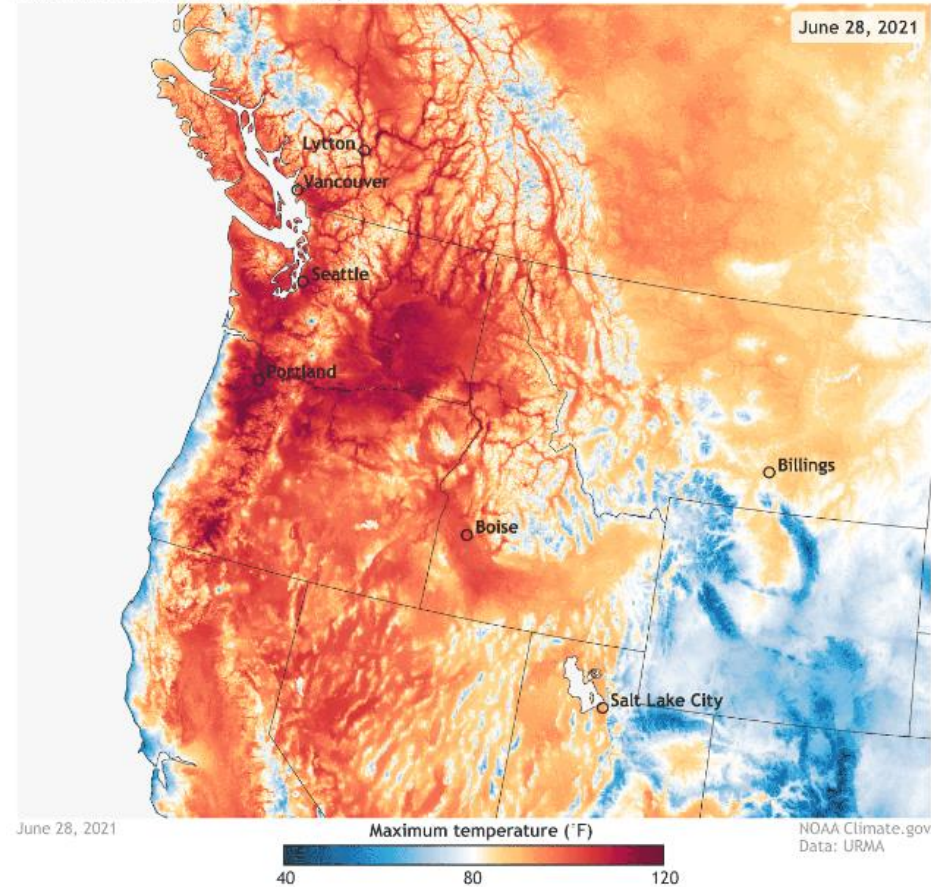 June 28, 2021
Lytton
Vancouver
Seattle
Portland
Billings
Boise
Salt Lake City
June 28, 2021
Maximum temperature (°F)
NOAA Climate.gov
Data: URMA
40 80 120